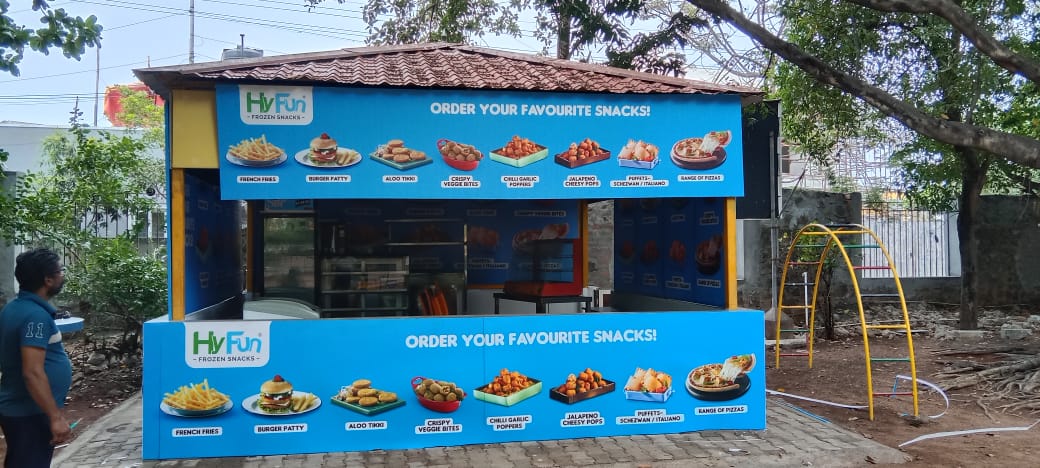 HyFun
- FROZEN SNACKS -
ORDER YOUR FAVOURITE SNACKS!
FRENCH FRIES
BURGER PATTY
ALOO TIKKI
CRISPY
VEGGIE BITES
CHILLI GARLIC
POPPERS
JALAPENO
CHEESY POPS
PUFFETS-
SCHEZWAN / ITALIANO
RANGE OF PIZZAS
HyFun
- FROZEN SNACKS -
ORDER YOUR FAVOURITE SNACKS!
FRENCH FRIES
BURGER PATTY
ALOO TIKKI
CRISPY
VEGGIE BITES
CHILLI GARLIC
POPPERS
JALAPENO
CHEESY POPS
PUFFETS-
SCHEZWAN / ITALIANO
RANGE OF PIZZAS
11